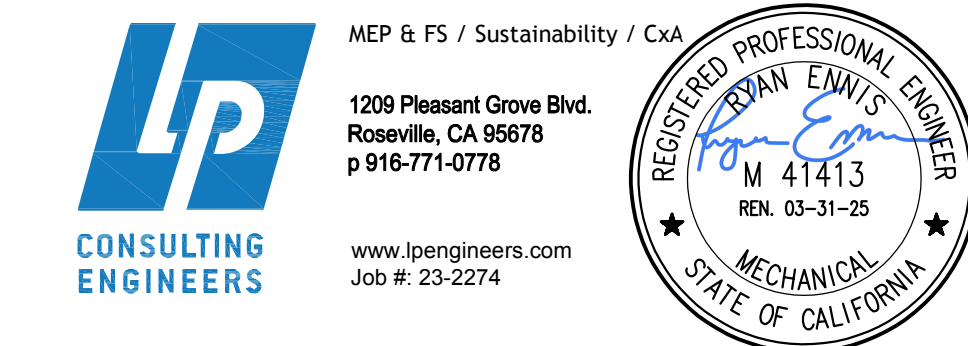 LP
CONSULTING
ENGINEERS
MEP & FS / Sustainability / CxA
1209 Pleasant Grove Blvd.
Roseville, CA 95678
p 916-771-0778
www.lpengineers.com
Job #: 23-2274
REGISTERED PROFESSIONAL ENGINEER
RYAN ENNIS
M 41413
REN. 03-31-25
MECHANICAL
STATE OF CALIFORNIA